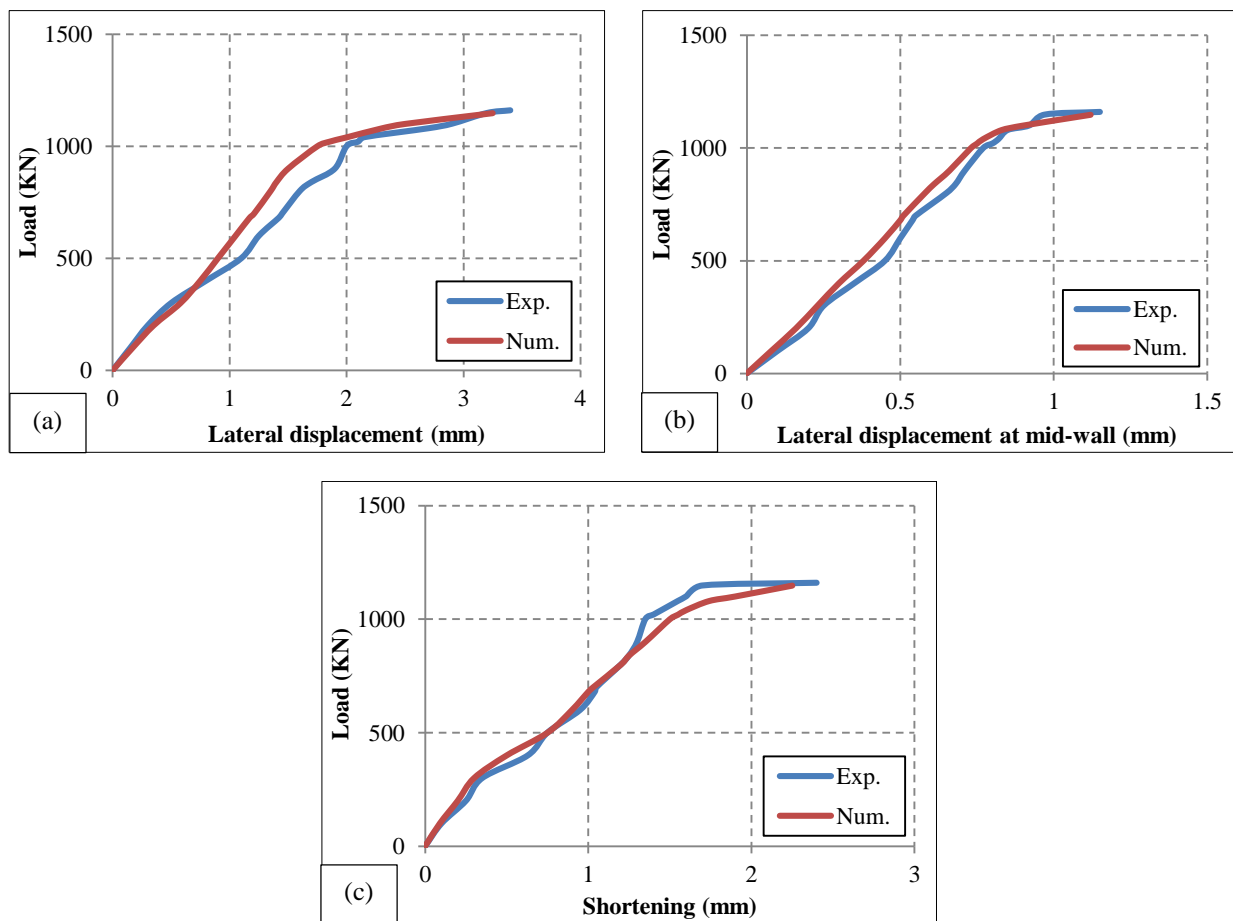 1500
1000
500
0
Load (KN)
Exp.
Num.
0 1 2 3 4
Lateral displacement (mm)
(a)
1500
1000
500
0
Load (KN)
Exp.
Num.
0 0.5 1 1.5
Lateral displacement at mid-wall (mm)
(b)
1500
1000
500
0
Load (KN)
Exp.
Num.
0 1 2 3
Shortening (mm)
(c)